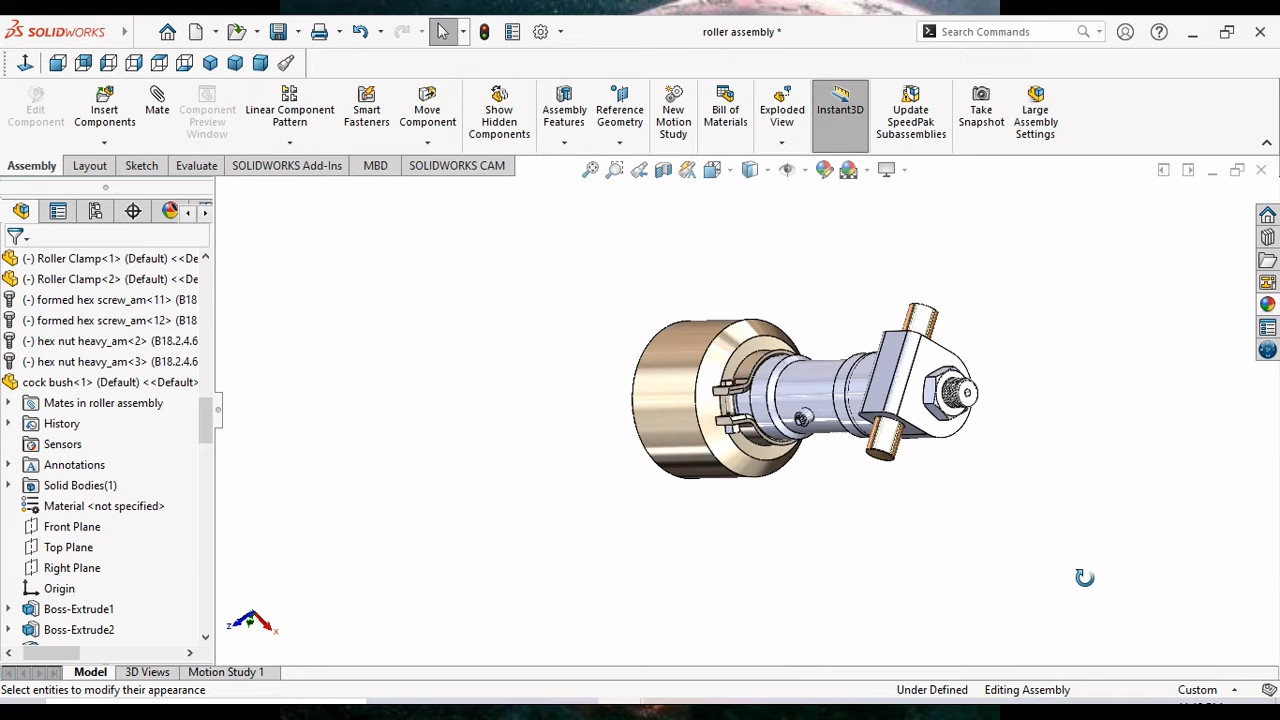 SOLIDWORKS
roller assembly *
Search Commands
Edit Component
Insert Components
Mate
Component Preview Window
Linear Component Pattern
Smart Fasteners
Move Component
Show Hidden Components
Assembly Features
Reference Geometry
New Motion Study
Bill of Materials
Exploded View
Instant3D
Update SpeedPak Subassemblies
Take Snapshot
Large Assembly Settings
Assembly
Layout
Sketch
Evaluate
SOLIDWORKS Add-Ins
MBD
SOLIDWORKS CAM
(-) Roller Clamp<1> (Default) <<De
(-) Roller Clamp<2> (Default) <<De
(-) formed hex screw_am<11> (B18
(-) formed hex screw_am<12> (B18
(-) hex nut heavy_am<2> (B18.2.4.6
(-) hex nut heavy_am<3> (B18.2.4.6
cock bush<1> (Default) <<Default>
Mates in roller assembly
History
Sensors
Annotations
Solid Bodies(1)
Material <not specified>
Front Plane
Top Plane
Right Plane
Origin
Boss-Extrude1
Boss-Extrude2
z
x
Model
3D Views
Motion Study 1
Select entities to modify their appearance
Under Defined
Editing Assembly
Custom